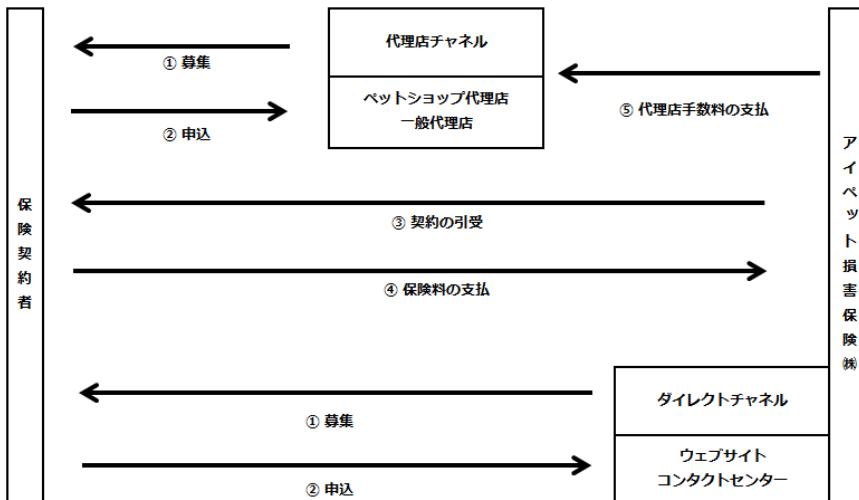 代理店チャネル
① 募集
ペットショップ代理店
一般代理店
② 申込
⑤ 代理店手数料の支払
保険契約者
アイペット損害保険㈱
③ 契約の引受
④ 保険料の支払
ダイレクトチャネル
① 募集
ウェブサイト
コンタクトセンター
② 申込